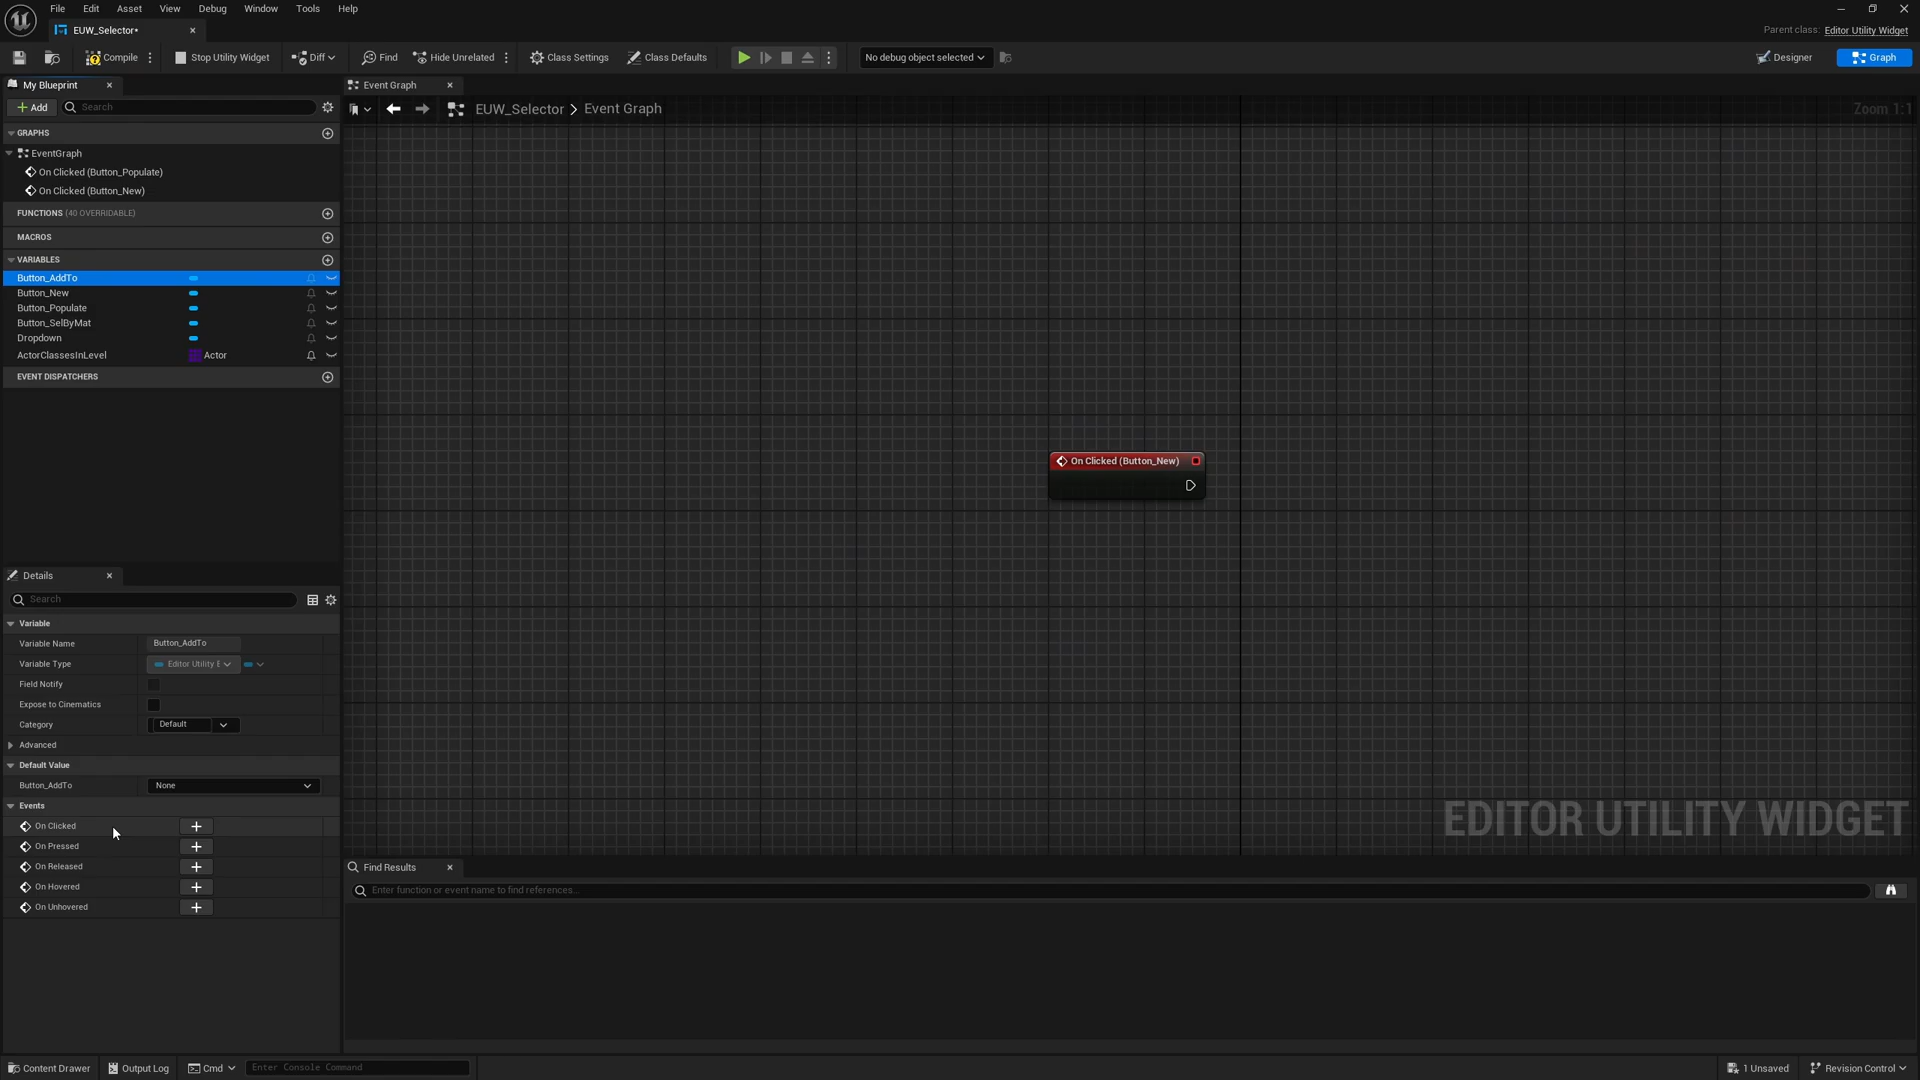 File Edit Asset View Debug Window Tools Help
EUW_Selector•
Parent class: Editor Utility Widget
Compile Stop Utility Widget Diff Find Hide Unrelated Class Settings Class Defaults No debug object selected Designer Graph
My Blueprint
Event Graph
Add Search
EUW_Selector > Event Graph
Zoom 1:1
GRAPHS
EventGraph
On Clicked (Button_Populate)
On Clicked (Button_New)
FUNCTIONS (40 OVERRIDABLE)
MACROS
VARIABLES
Button_AddTo
Button_New
Button_Populate
Button_SelByMat
Dropdown
ActorClassesInLevel Actor
EVENT DISPATCHERS
On Clicked (Button_New)
Details
Search
Variable
Variable Name Button_AddTo
Variable Type Editor Utility E
Field Notify
Expose to Cinematics
Category Default
Advanced
Default Value
Button_AddTo None
Events
On Clicked
On Pressed
On Released
On Hovered
On Unhovered
EDITOR UTILITY WIDGET
Find Results
Enter function or event name to find references...
Content Drawer Output Log Cmd Enter Console Command 1 Unsaved Revision Control